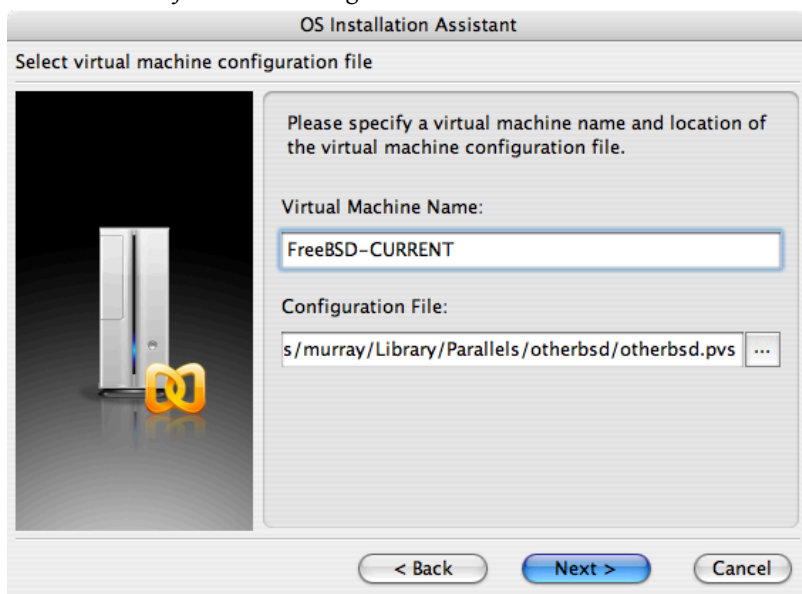 OS Installation Assistant
Select virtual machine configuration file
Please specify a virtual machine name and location of
the virtual machine configuration file.
Virtual Machine Name:
FreeBSD-CURRENT
Configuration File:
s/murray/Library/Parallels/otherbsd/otherbsd.pvs ...
< Back Next > Cancel